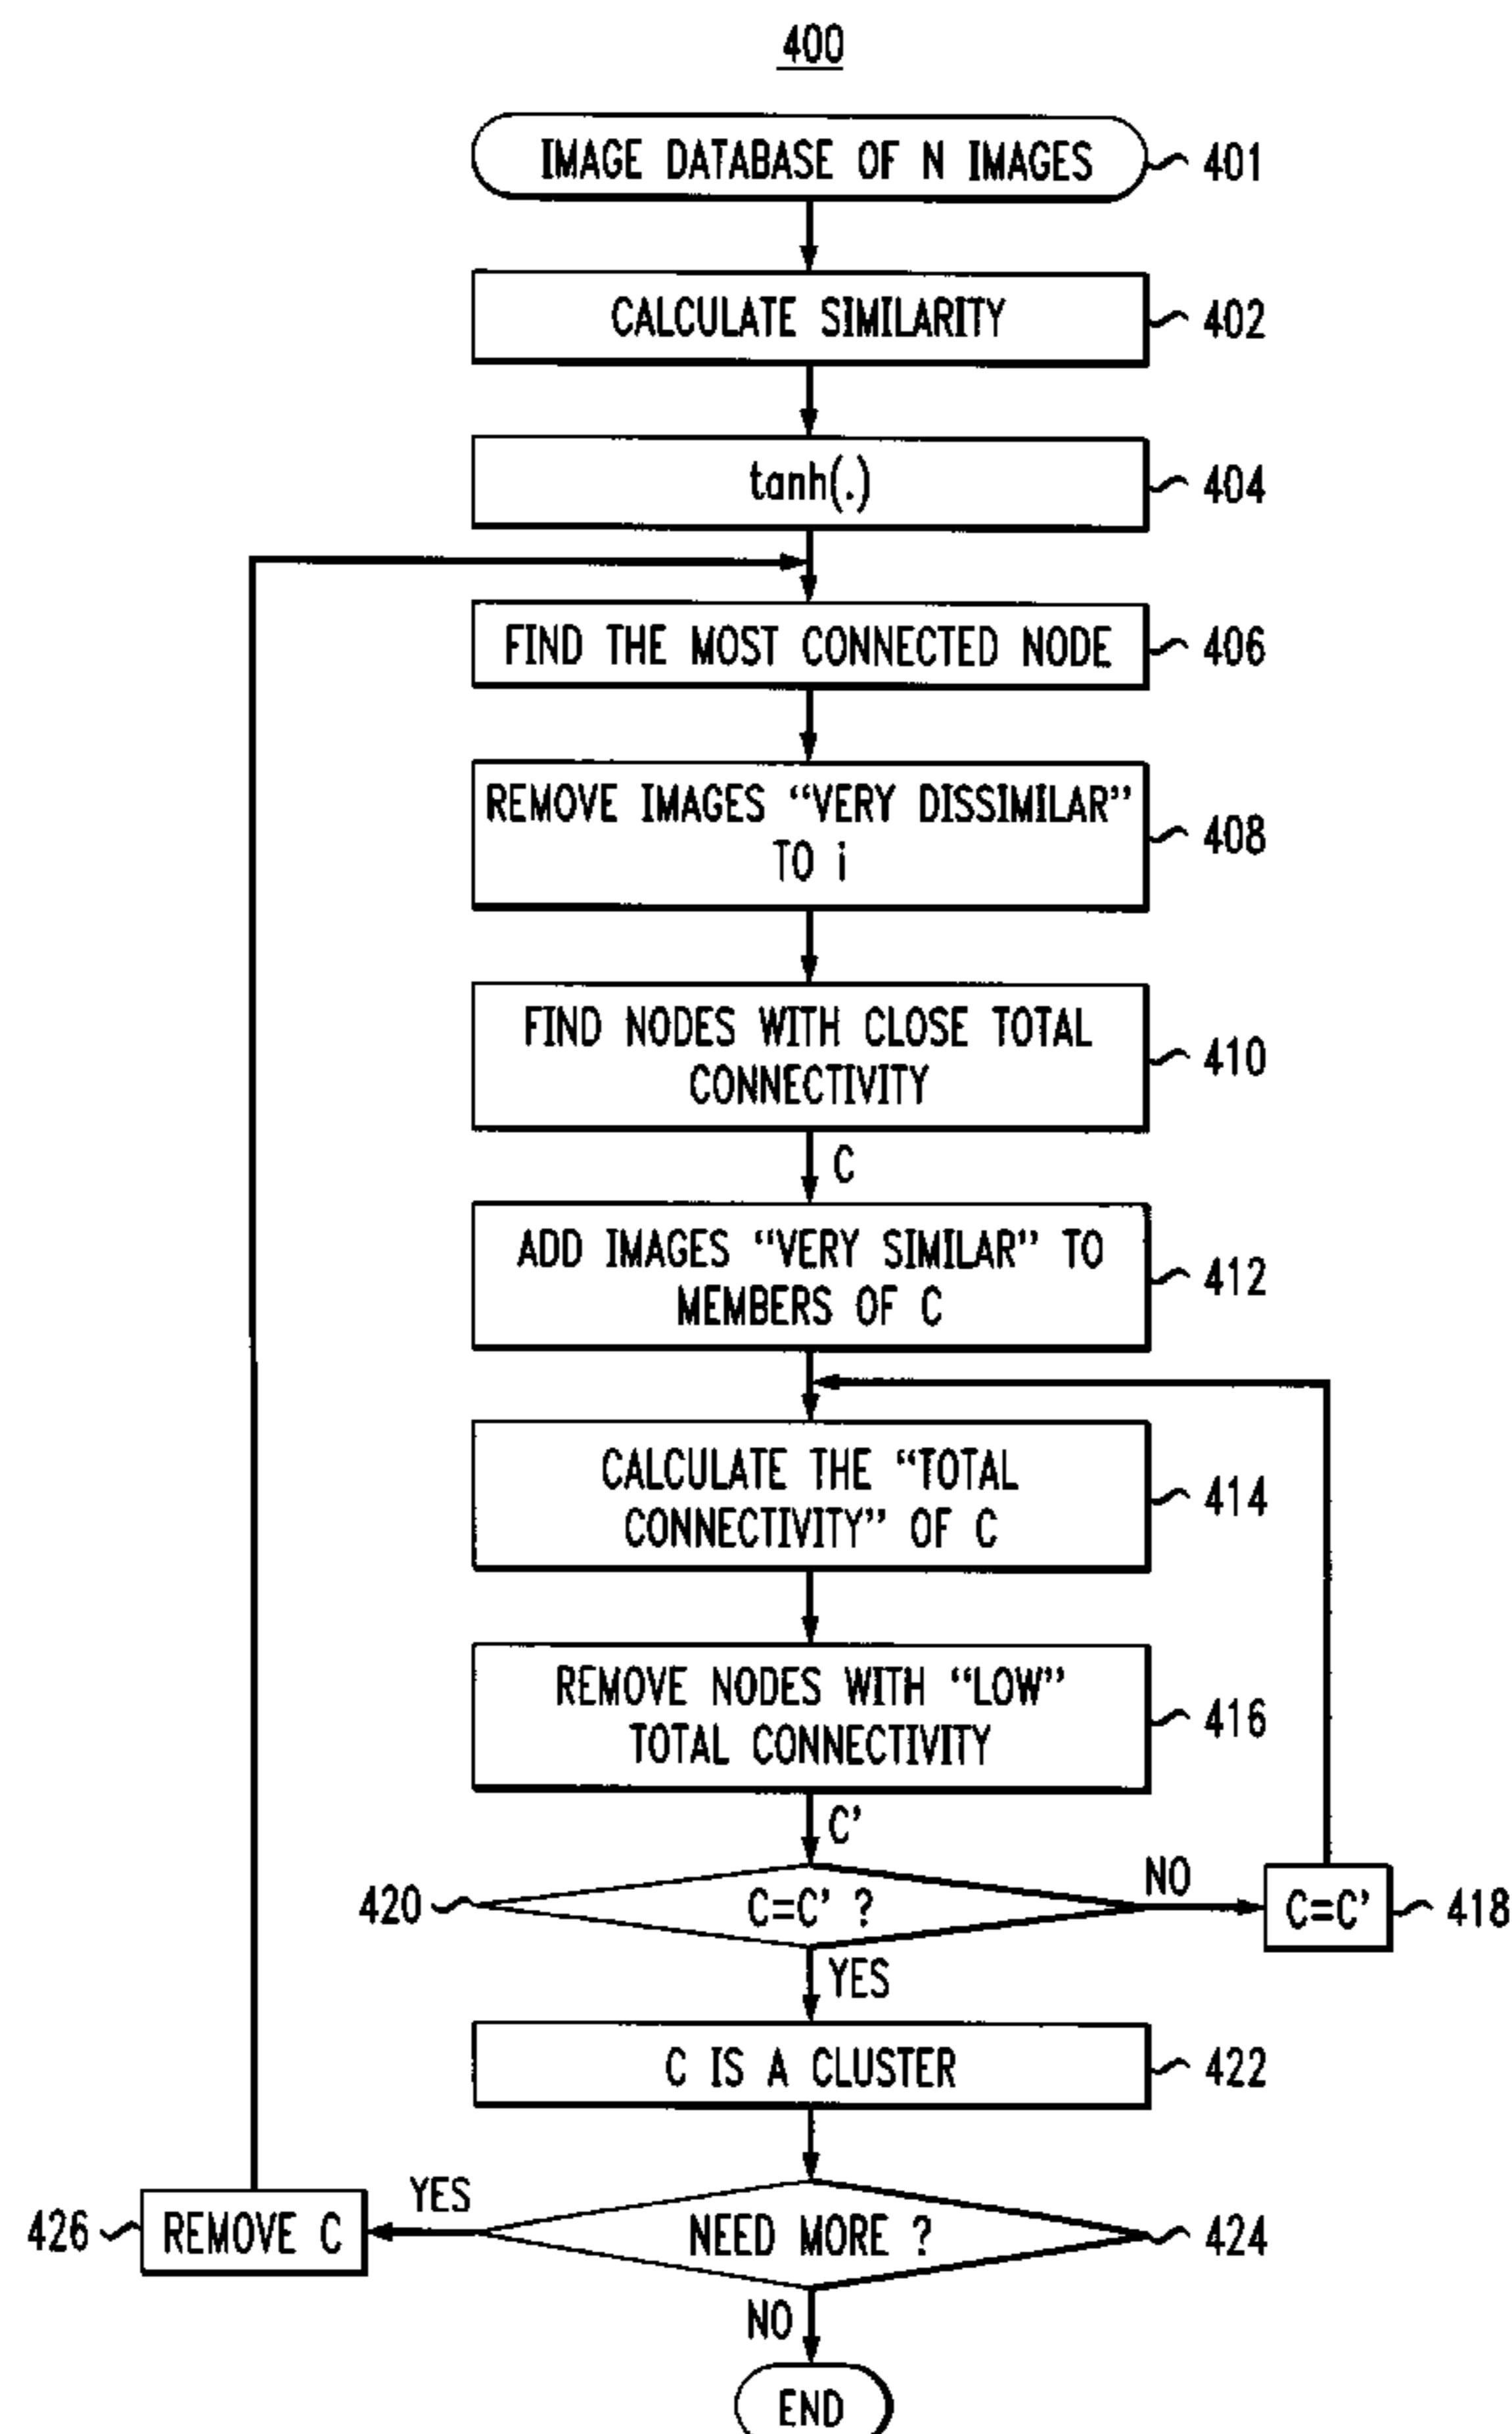 400
IMAGE DATABASE OF N IMAGES
401
CALCULATE SIMILARITY
402
tanh(.)
404
FIND THE MOST CONNECTED NODE
406
REMOVE IMAGES “VERY DISSIMILAR”
TO i
408
FIND NODES WITH CLOSE TOTAL
CONNECTIVITY
410
C
ADD IMAGES “VERY SIMILAR” TO
MEMBERS OF C
412
CALCULATE THE “TOTAL
CONNECTIVITY” OF C
414
REMOVE NODES WITH “LOW”
TOTAL CONNECTIVITY
416
C’
420
C=C' ?
NO
C=C’
418
YES
C IS A CLUSTER
422
426
REMOVE C
YES
NEED MORE ?
424
NO
END